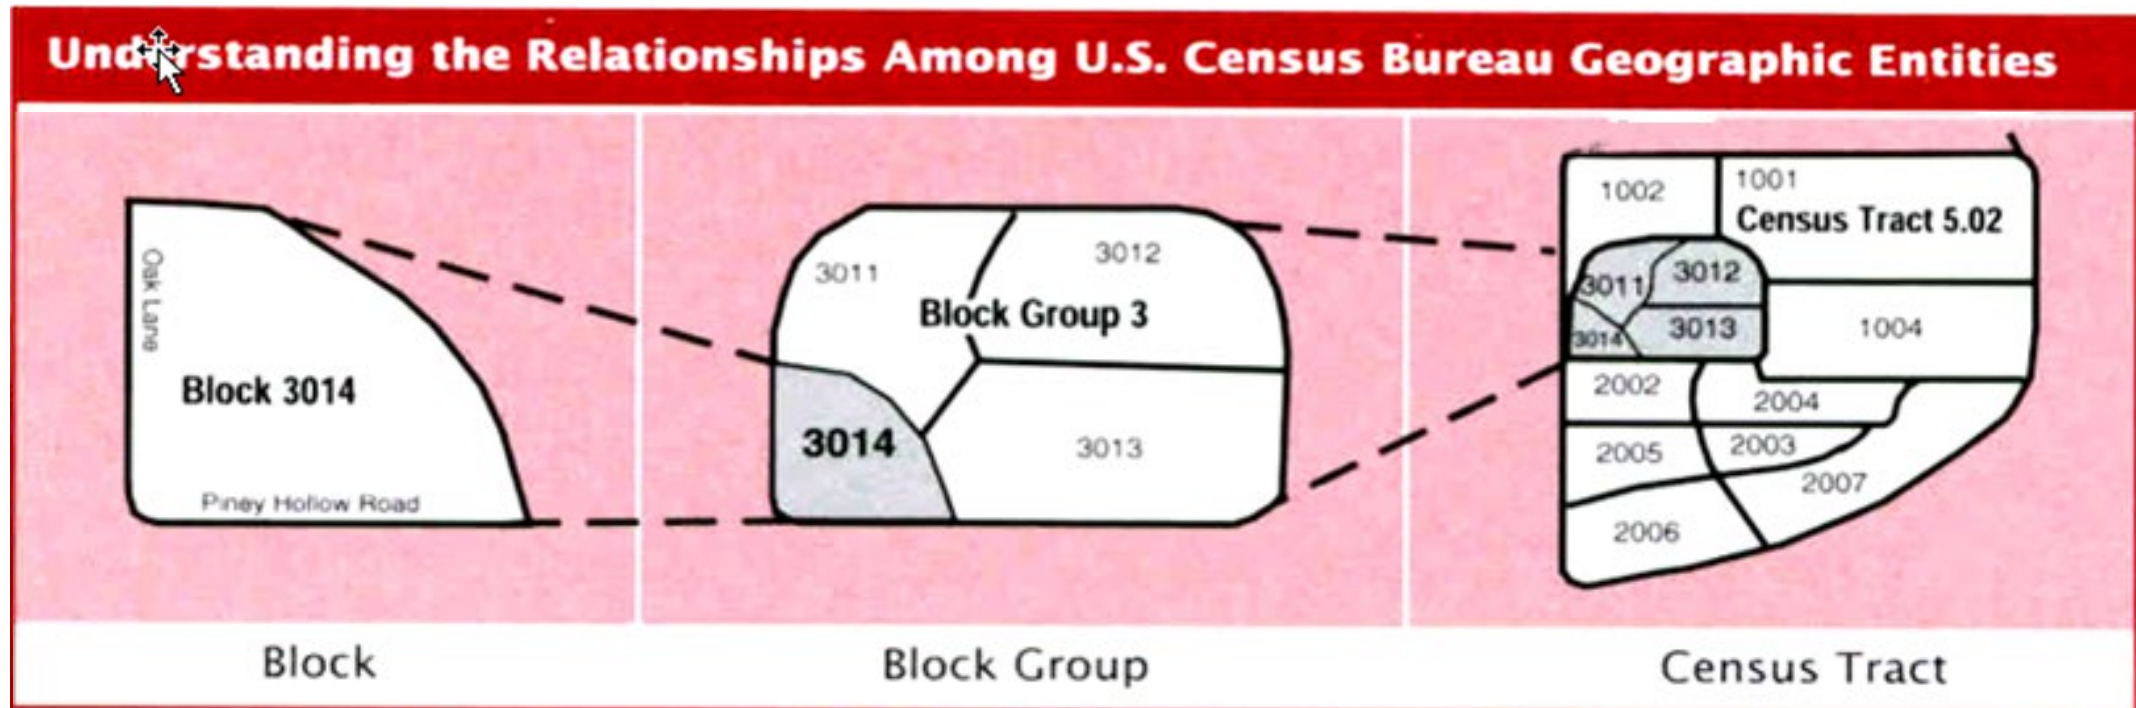 Understanding the Relationships Among U.S. Census Bureau Geographic Entities
Oak Lane
Block 3014
Piney Hollow Road
Block
3011
3012
Block Group 3
3014
3013
Block Group
1002
1001
Census Tract 5.02
3011
3012
3014
3013
1004
2002
2004
2005
2003
2007
2006
Census Tract